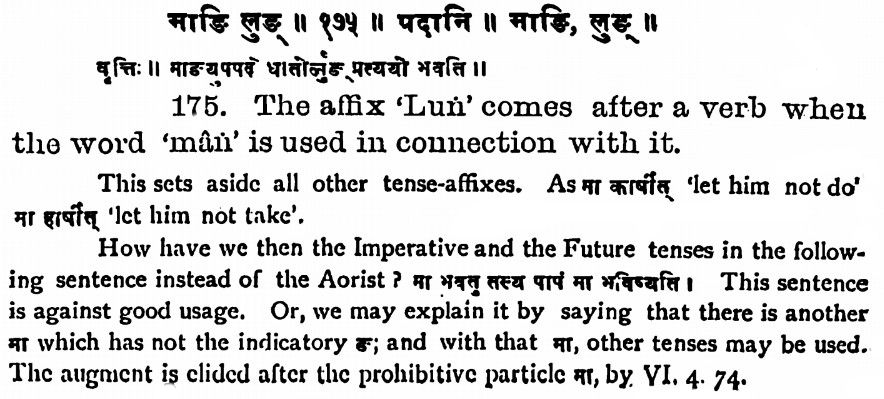 माङि लुङ् ॥ १७५ ॥ पदानि ॥ माङि, लुङ् ॥
वृत्तिः ॥ माङ्युपपदे धातोर्लुङ् प्रत्ययो भवति ॥
175. The affix ‘Luṅ’ comes after a verb when
the word ‘mâṅ’ is used in connection with it.
This sets aside all other tense-affixes. As मा कार्षीत् ‘let him not do’
मा हार्षीत् ‘let him not take’.
How have we then the Imperative and the Future tenses in the follow-
ing sentence instead of the Aorist? मा भवतु तस्य पापं मा भविष्यति । This sentence
is against good usage. Or, we may explain it by saying that there is another
मा which has not the indicatory ङ; and with that मा, other tenses may be used.
The augment is elided after the prohibitive particle मा, by VI. 4. 74.